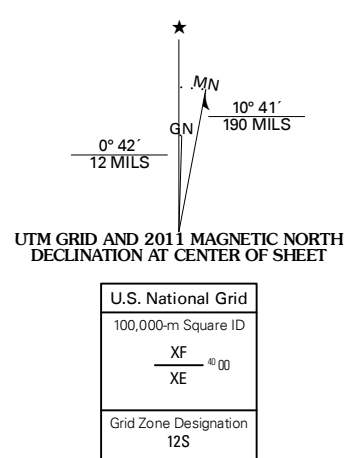 ★
MN
GN
10° 41´
190 MILS
0° 42´
12 MILS
UTM GRID AND 2011 MAGNETIC NORTH
DECLINATION AT CENTER OF SHEET
U.S. National Grid
100,000-m Square ID
XF
40 00
XE
Grid Zone Designation
12S